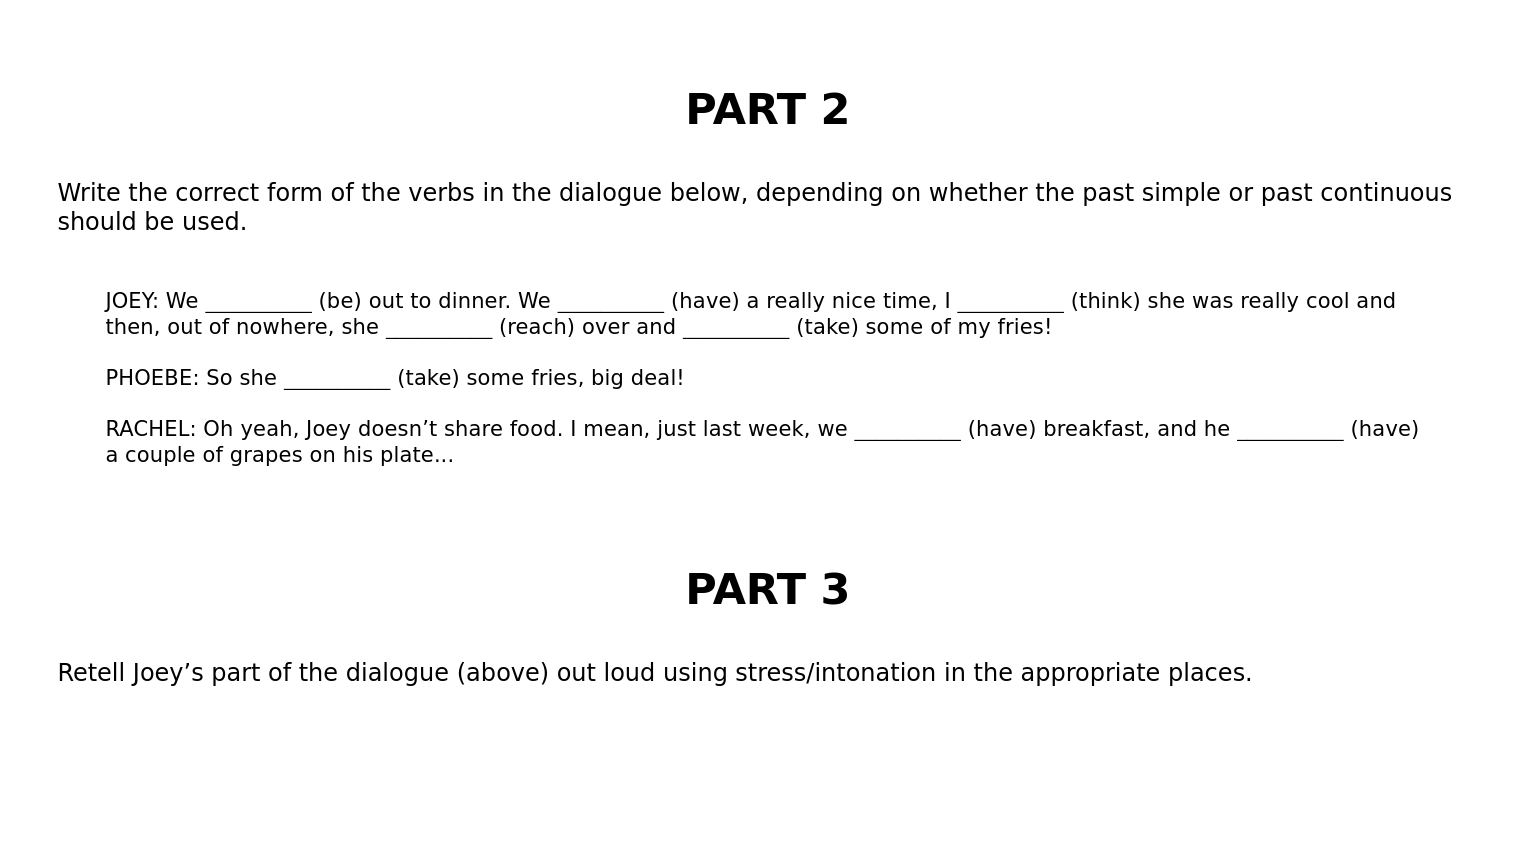 PART 2
Write the correct form of the verbs in the dialogue below, depending on whether the past simple or past continuous
should be used.
JOEY: We __________ (be) out to dinner. We __________ (have) a really nice time, I __________ (think) she was really cool and
then, out of nowhere, she __________ (reach) over and __________ (take) some of my fries!
PHOEBE: So she __________ (take) some fries, big deal!
RACHEL: Oh yeah, Joey doesn’t share food. I mean, just last week, we __________ (have) breakfast, and he __________ (have)
a couple of grapes on his plate…
PART 3
Retell Joey’s part of the dialogue (above) out loud using stress/intonation in the appropriate places.